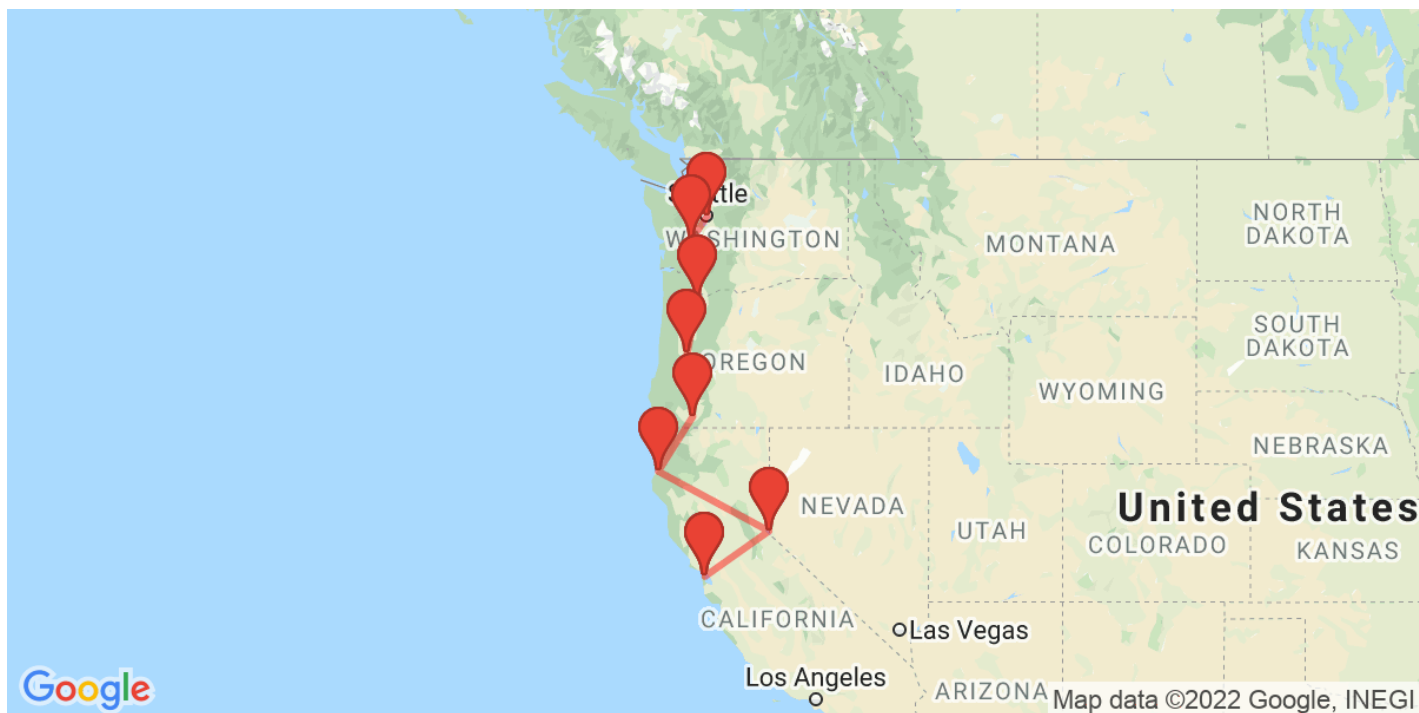 Seattle
WASHINGTON
MONTANA
NORTH
DAKOTA
OREGON
IDAHO
SOUTH
DAKOTA
WYOMING
NEBRASKA
NEVADA
UTAH
United States
COLORADO
KANSAS
CALIFORNIA
Las Vegas
Los Angeles
ARIZONA
Google
Map data ©2022 Google, INEGI